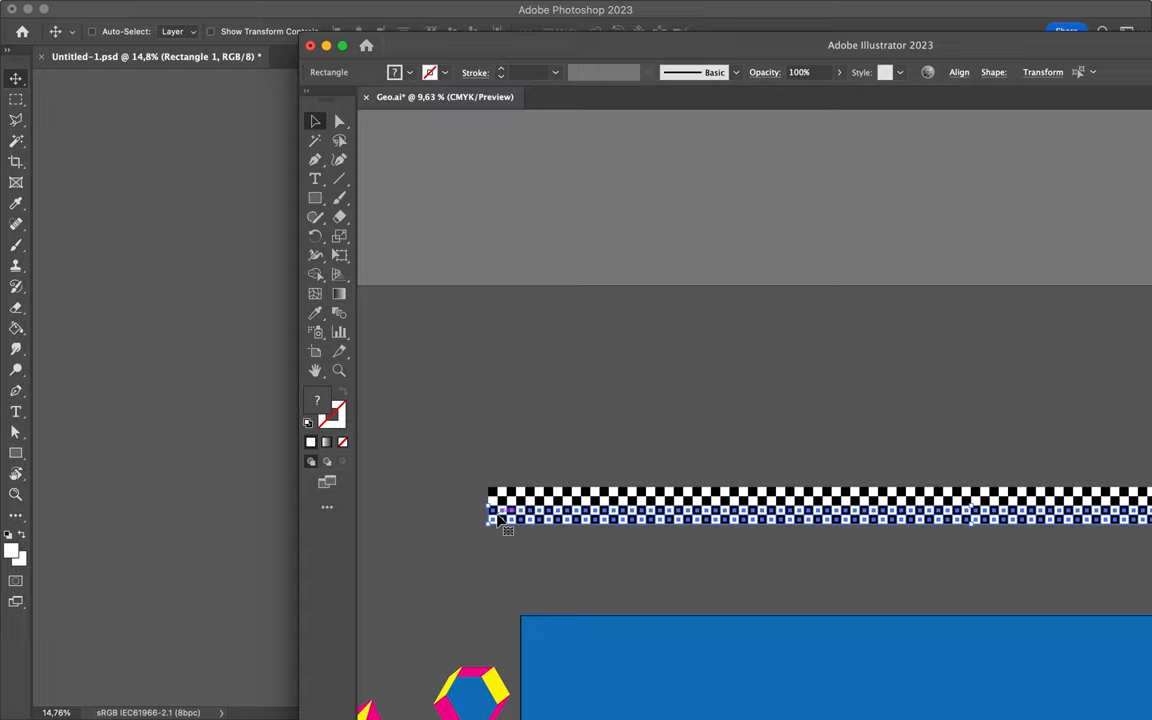 Adobe Photoshop 2023
Auto-Select:
Layer
Show Transform Controls
Share
Untitled-1.psd @ 14,8% (Rectangle 1, RGB/8) *
Adobe Illustrator 2023
Rectangle
?
Stroke:
Basic
Opacity:
100%
Style:
Align
Shape:
Transform
Geo.ai* @ 9,63 % (CMYK/Preview)
?
14,76%
sRGB IEC61966-2.1 (8bpc)